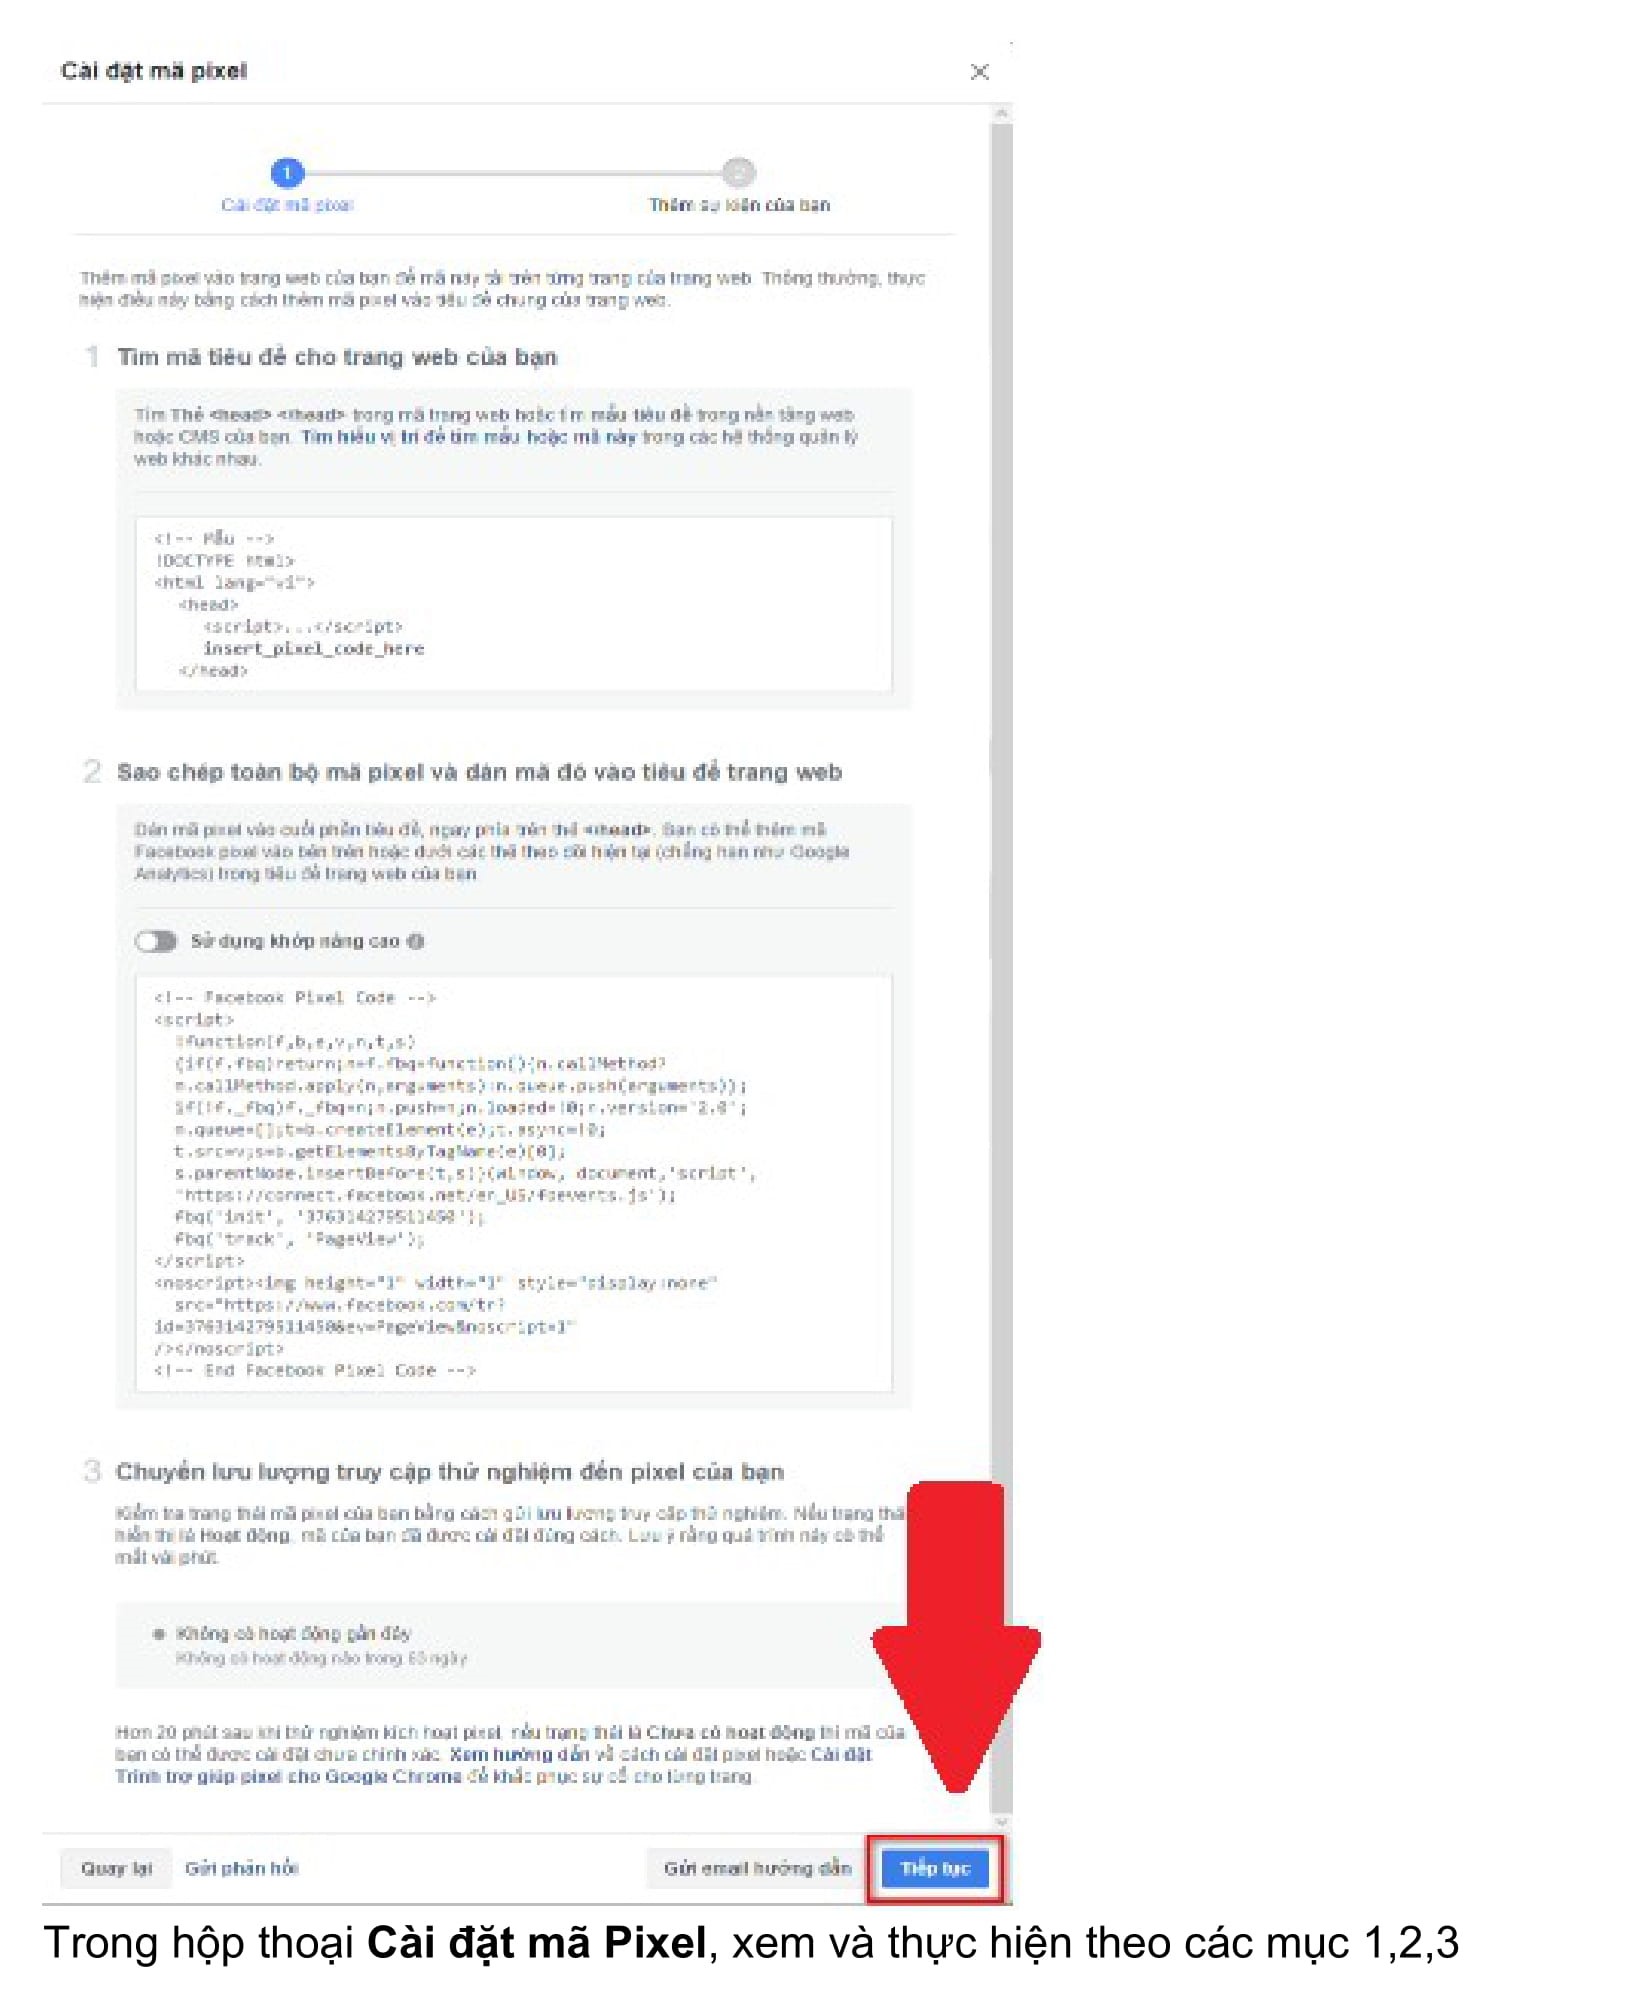 Cài đặt mã pixel
1
2
Cài đặt mã pixel
Thêm sự kiện của bạn
Thêm mã pixel vào trang web của bạn để mã này tải trên từng trang của trang web. Thông thường, thực
hiện điều này bằng cách thêm mã pixel vào tiêu đề chung của trang web.
1 Tìm mã tiêu đề cho trang web của bạn
Tìm Thẻ <head> </head> trong mã trang web hoặc tìm mẫu tiêu đề trong nền tảng web
hoặc CMS của bạn. Tìm hiểu vị trí để tìm mẫu hoặc mã này trong các hệ thống quản lý
web khác nhau.
<!-- Mẫu -->
!DOCTYPE html>
<html lang="vi">
<head>
<script>...</script>
insert_pixel_code_here
</head>
2 Sao chép toàn bộ mã pixel và dán mã đó vào tiêu đề trang web
Dán mã pixel vào cuối phần tiêu đề, ngay phía trên thẻ </head>. Bạn có thể thêm mã
Facebook pixel vào bên trên hoặc dưới các thẻ theo dõi hiện tại (chẳng hạn như Google
Analytics) trong tiêu đề trang web của bạn
Sử dụng khớp nâng cao
<!-- Facebook Pixel Code -->
<script>
!function(f,b,e,v,n,t,s)
{if(f.fbq)return;n=f.fbq=function(){n.callMethod?
n.callMethod.apply(n,arguments):n.queue.push(arguments)};
if(!f._fbq)f._fbq=n;n.push=n;n.loaded=!0;n.version='2.0';
n.queue=[];t=b.createElement(e);t.async=!0;
t.src=v;s=b.getElementsByTagName(e)[0];
s.parentNode.insertBefore(t,s)}(window, document,'script',
'https://connect.facebook.net/en_US/fbevents.js');
fbq('init', '376314279511458');
fbq('track', 'PageView');
</script>
<noscript><img height="1" width="1" style="display:none"
src="https://www.facebook.com/tr?
id=376314279511458&ev=PageView&noscript=1"
/></noscript>
<!-- End Facebook Pixel Code -->
3 Chuyển lưu lượng truy cập thử nghiệm đến pixel của bạn
Kiểm tra trạng thái mã pixel của bạn bằng cách gửi lưu lượng truy cập thử nghiệm. Nếu trạng thái
hiển thị là Hoạt động, mã của bạn đã được cài đặt đúng cách. Lưu ý rằng quá trình này có thể
mất vài phút.
Không có hoạt động gần đây
Không có hoạt động nào trong ngày
Hơn 20 phút sau khi thử nghiệm kích hoạt pixel, nếu trạng thái là Chưa có hoạt động thì mã của
bạn có thể được cài đặt chưa chính xác. Xem hướng dẫn về cách cài đặt pixel hoặc Cài đặt
Trình trợ giúp pixel cho Google Chrome để khắc phục sự cố cho từng trang.
Quay lại
Gửi phản hồi
Gửi email hướng dẫn
Tiếp tục
Trong hộp thoại Cài đặt mã Pixel, xem và thực hiện theo các mục 1,2,3